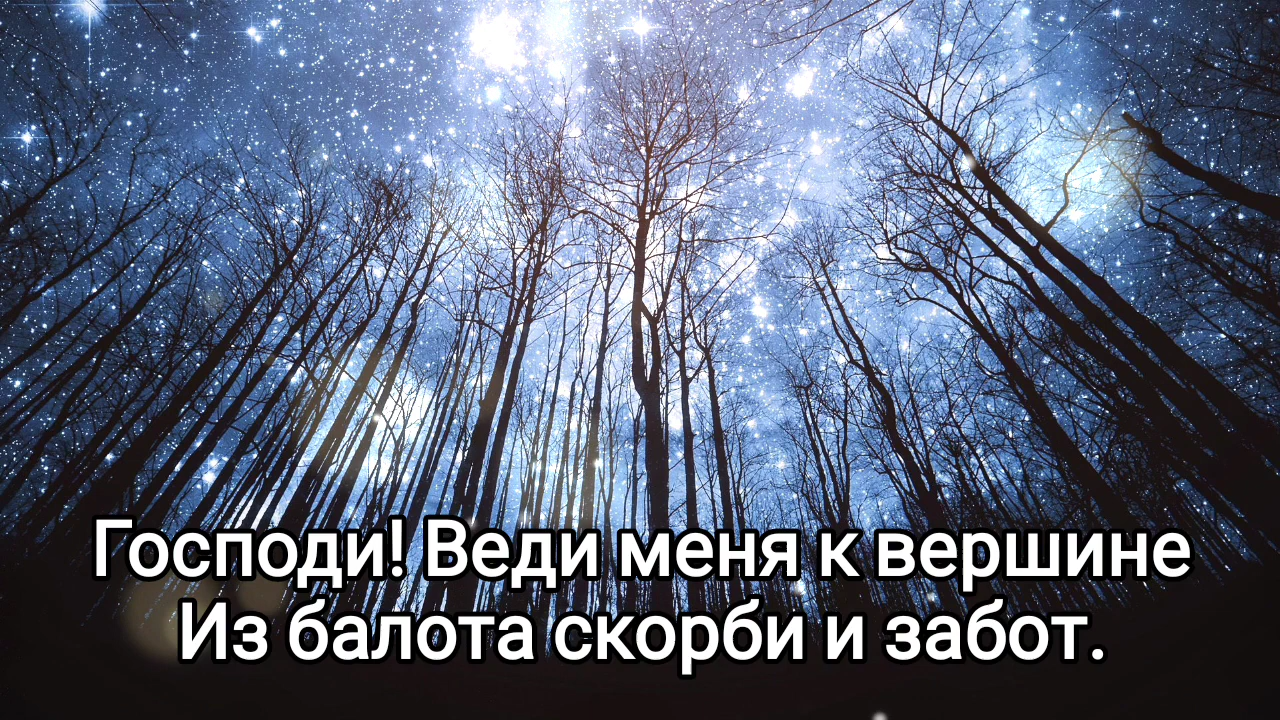 Господи! Веди меня к вершине
Из балота скорби и забот.